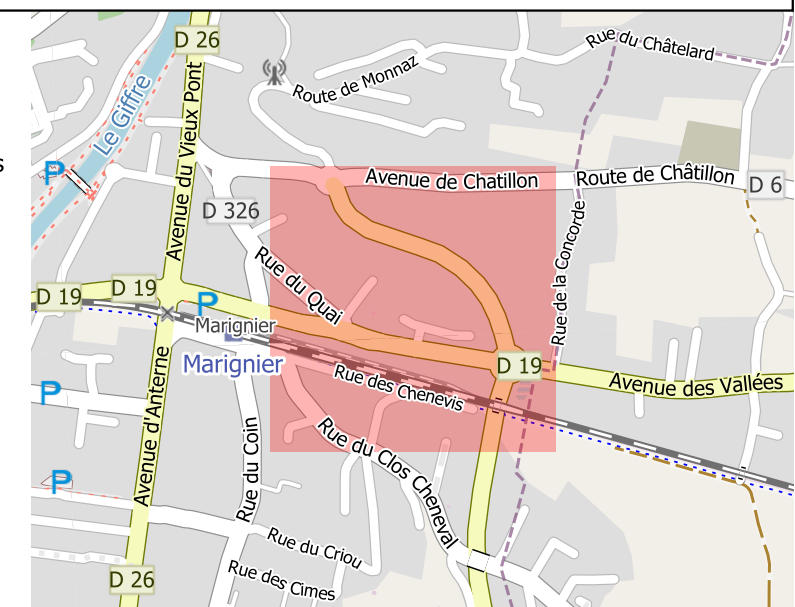 D 26
Rue du Châtelard
Route de Monnaz
Le Giffre
s
P
Avenue du Vieux Pont
Avenue de Chatillon
Route de Châtillon
D 6
D 326
Rue de la Concorde
Rue du Quai
D 19
D 19
P
Marignier
Marignier
D 19
Rue des Chenevis
Avenue des Vallées
P
Avenue d'Anterne
Rue du Coin
Rue du Clos Cheneval
P
Rue du Criou
Rue des Cimes
D 26